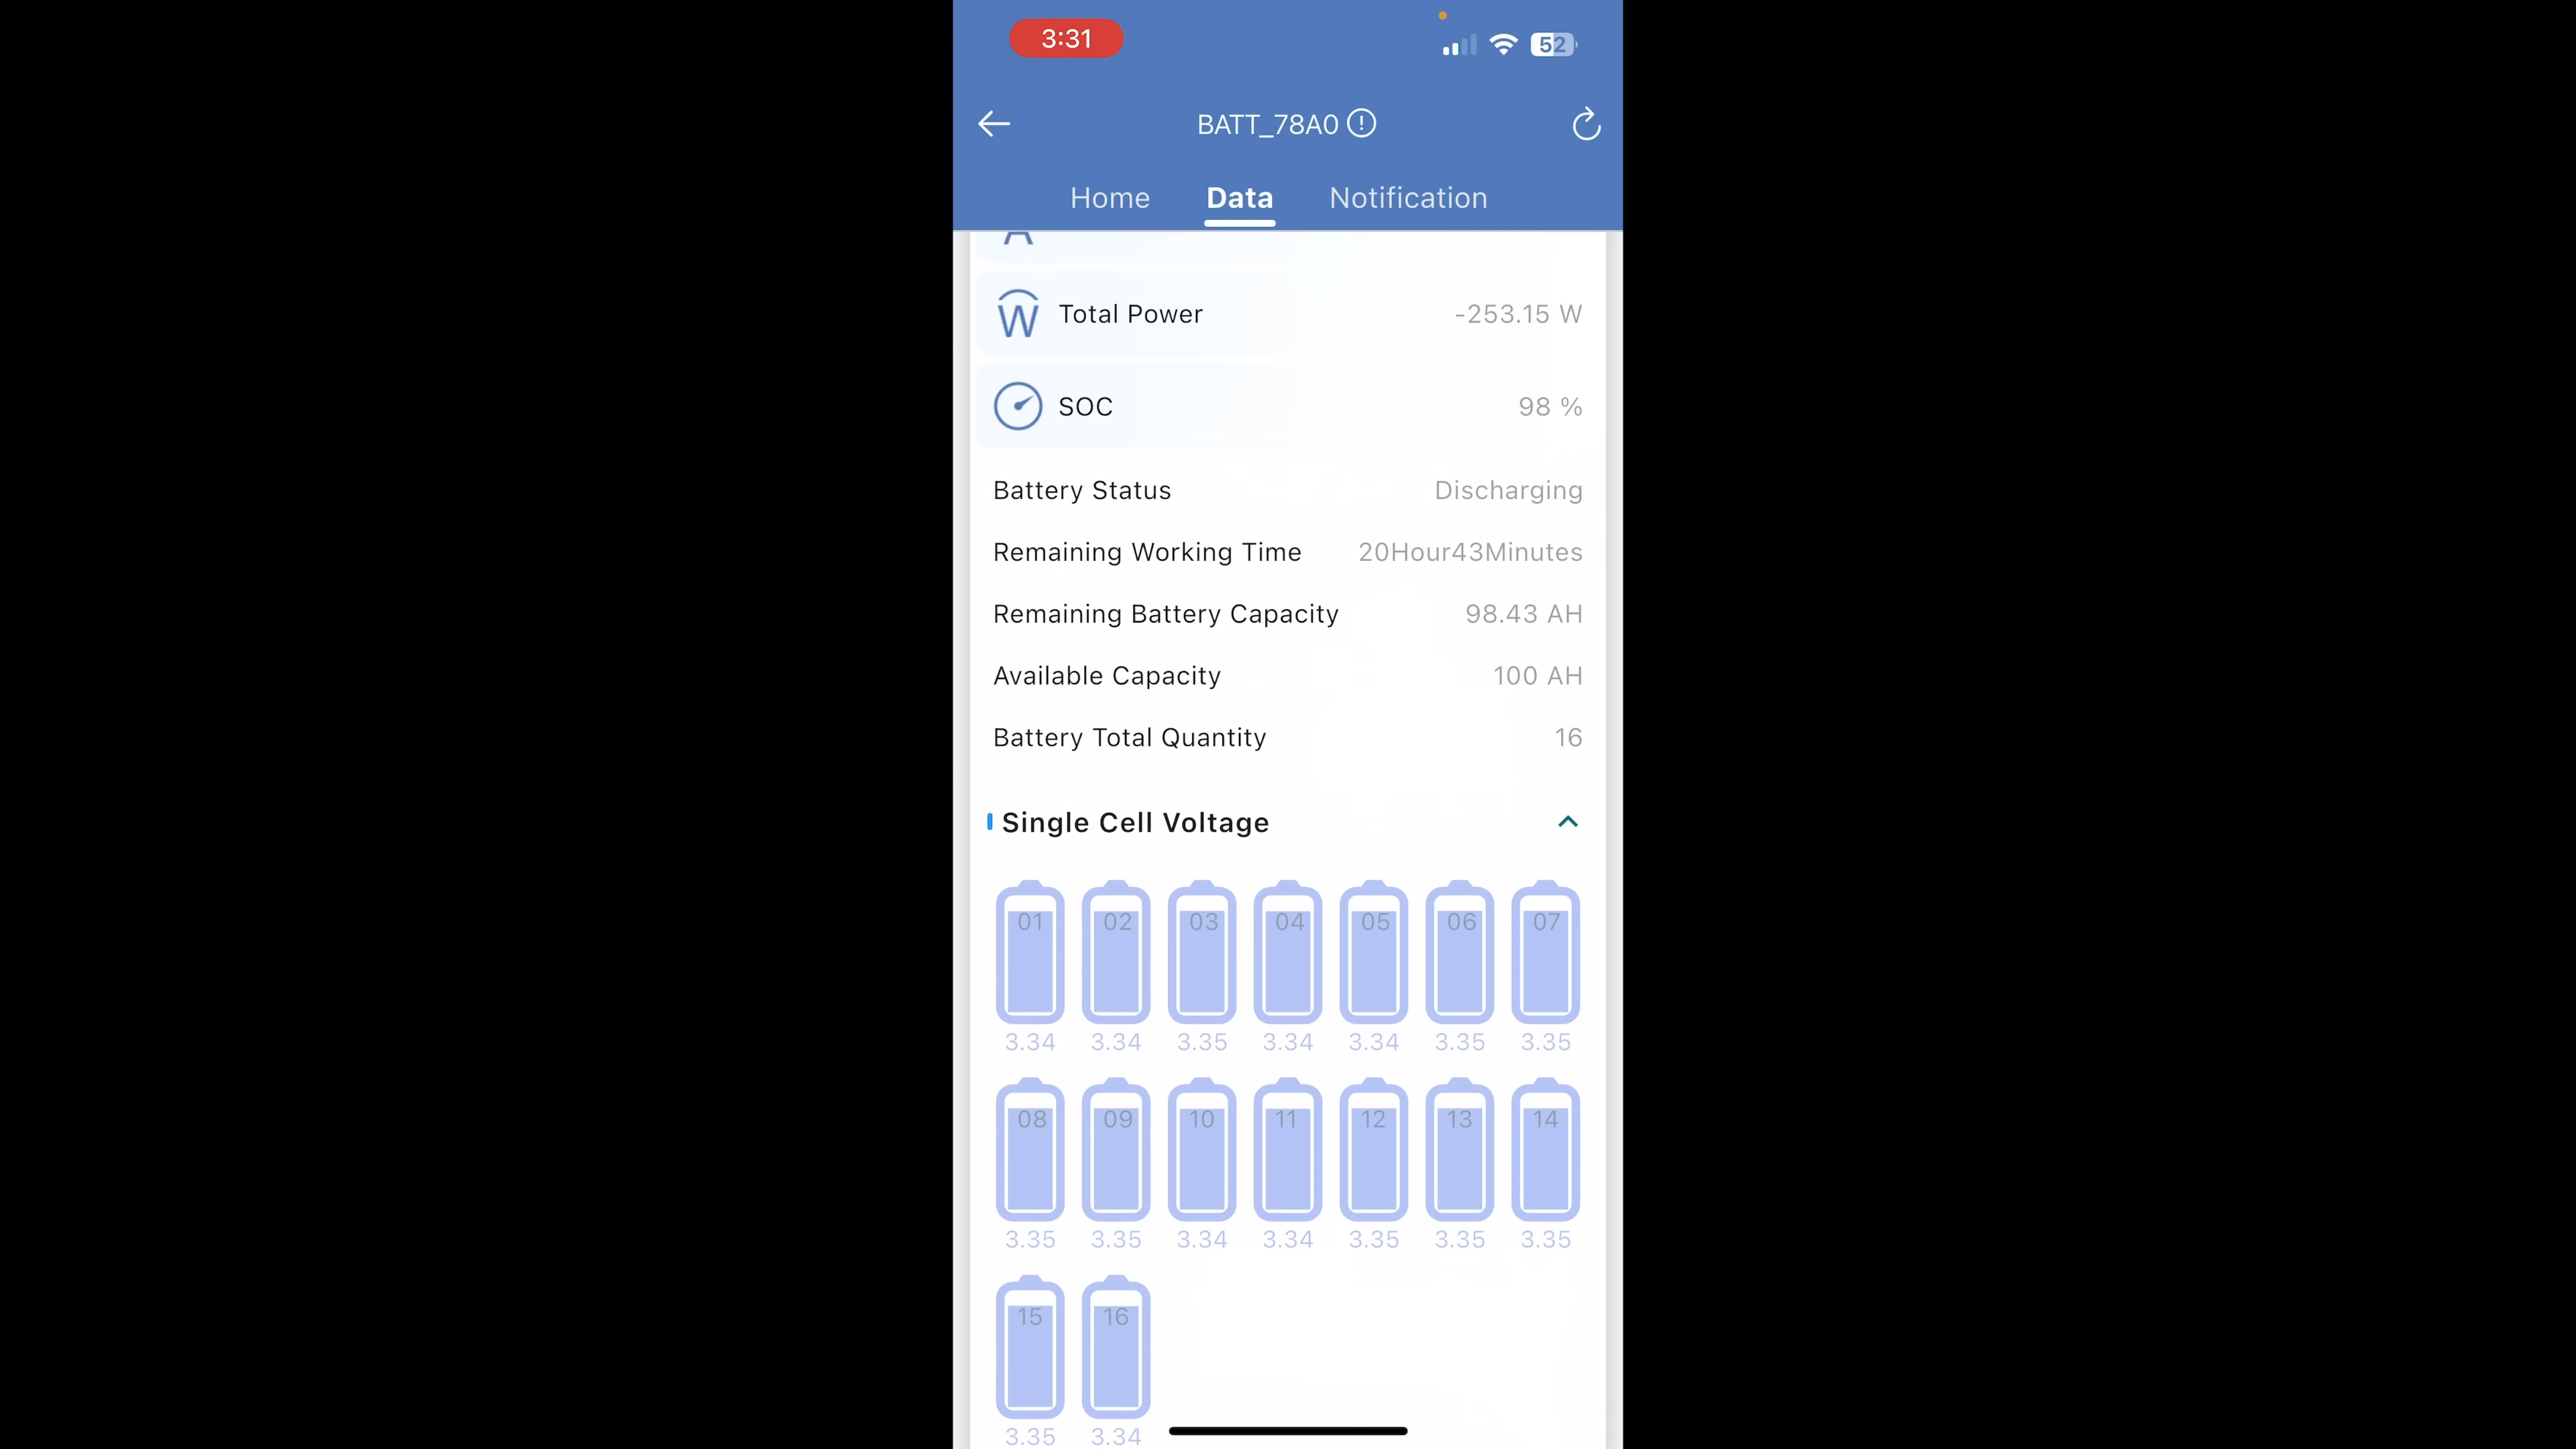 3:31
52
BATT_78A0
Home Data Notification
A
W Total Power -253.15 W
SOC 98 %
Battery Status Discharging
Remaining Working Time 20Hour43Minutes
Remaining Battery Capacity 98.43 AH
Available Capacity 100 AH
Battery Total Quantity 16
Single Cell Voltage
01 02 03 04 05 06 07
3.34 3.34 3.35 3.34 3.34 3.35 3.35
08 09 10 11 12 13 14
3.35 3.35 3.34 3.34 3.35 3.35 3.35
15 16
3.35 3.34